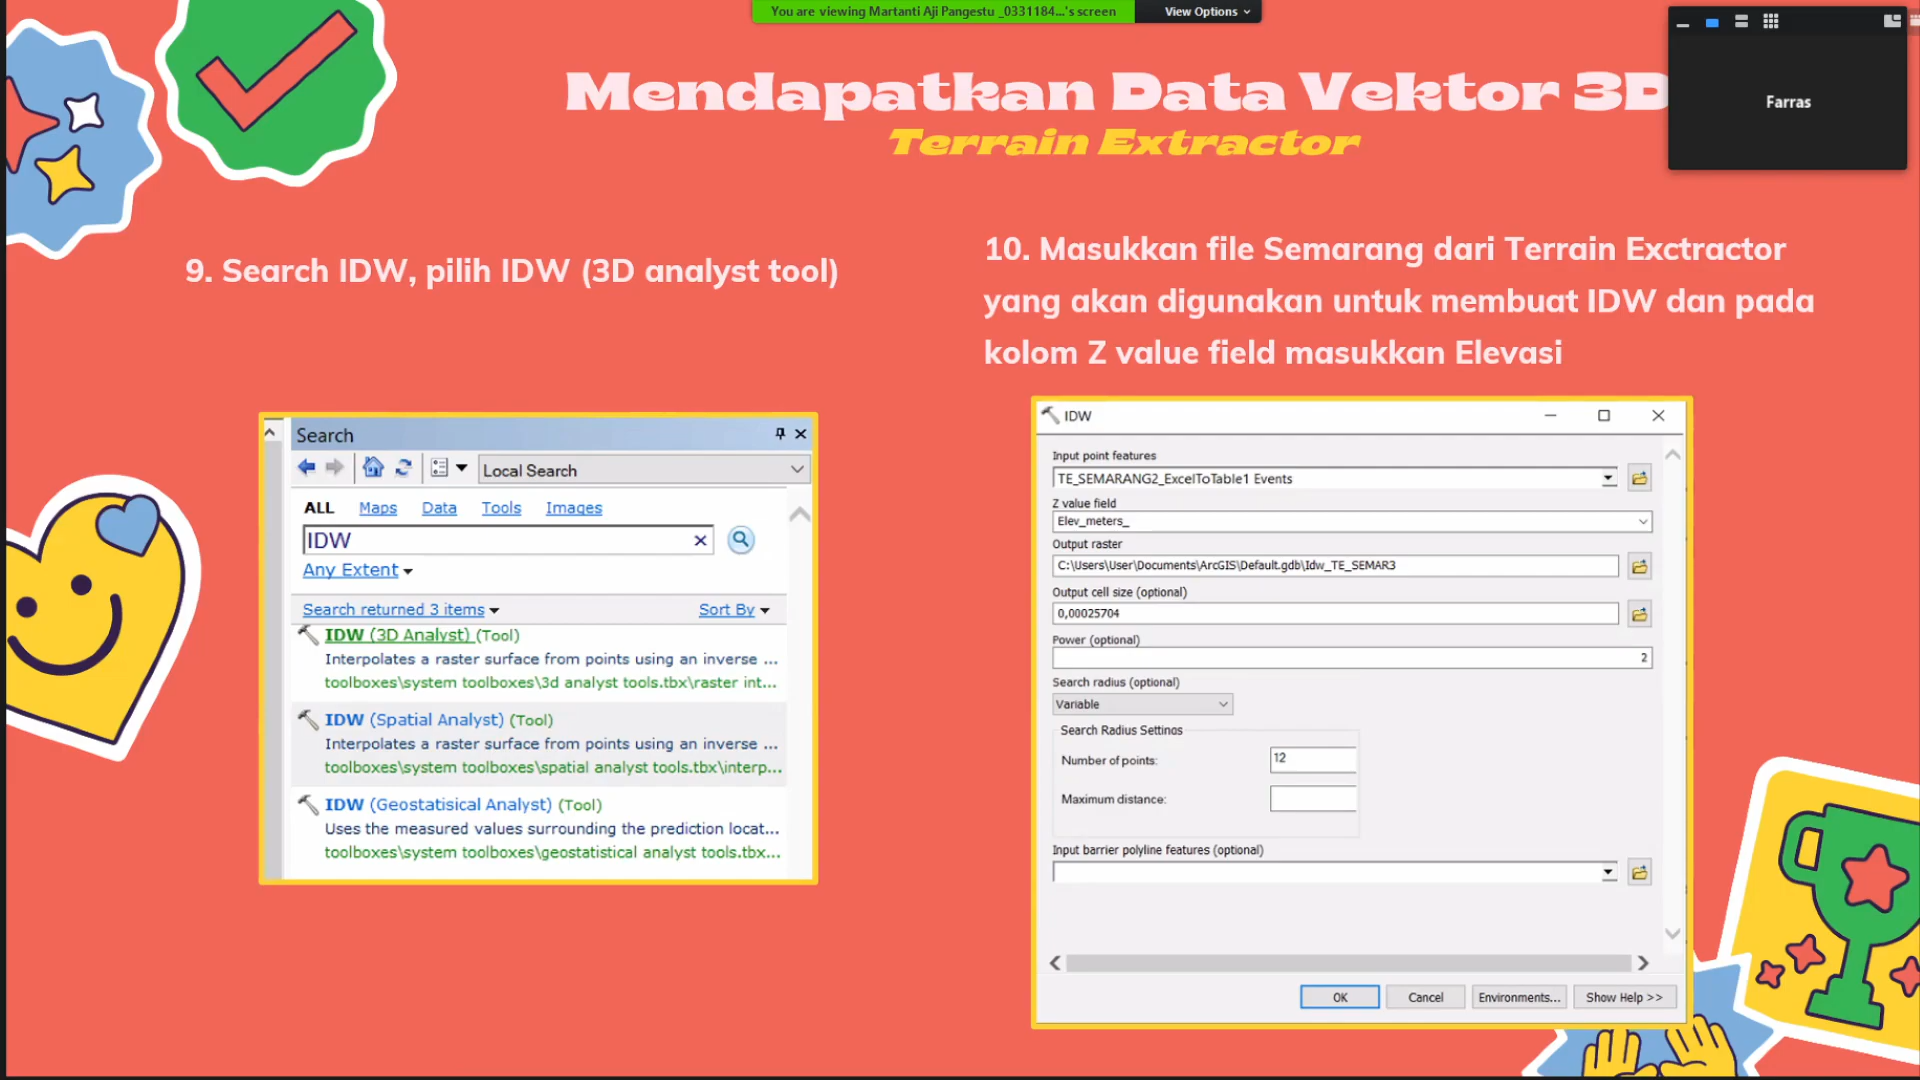 You are viewing Martanti Aji Pangestu _0331184...'s screen
View Options
Farras
Mendapatkan Data Vektor 3D
Terrain Extractor
9. Search IDW, pilih IDW (3D analyst tool)
Search
Local Search
ALL Maps Data Tools Images
IDW
Any Extent
Search returned 3 items
Sort By
IDW (3D Analyst) (Tool)
Interpolates a raster surface from points using an inverse ...
toolboxes\system toolboxes\3d analyst tools.tbx\raster int...
IDW (Spatial Analyst) (Tool)
Interpolates a raster surface from points using an inverse ...
toolboxes\system toolboxes\spatial analyst tools.tbx\interp...
IDW (Geostatisical Analyst) (Tool)
Uses the measured values surrounding the prediction locat...
toolboxes\system toolboxes\geostatistical analyst tools.tbx...
10. Masukkan file Semarang dari Terrain Exctractor
yang akan digunakan untuk membuat IDW dan pada
kolom Z value field masukkan Elevasi
IDW
Input point features
TE_SEMARANG2_ExcelToTable1 Events
Z value field
Elev_meters_
Output raster
C:\Users\User\Documents\ArcGIS\Default.gdb\Idw_TE_SEMAR3
Output cell size (optional)
0,00025704
Power (optional)
2
Search radius (optional)
Variable
Search Radius Settings
Number of points:
12
Maximum distance:
Input barrier polyline features (optional)
OK
Cancel
Environments...
Show Help >>